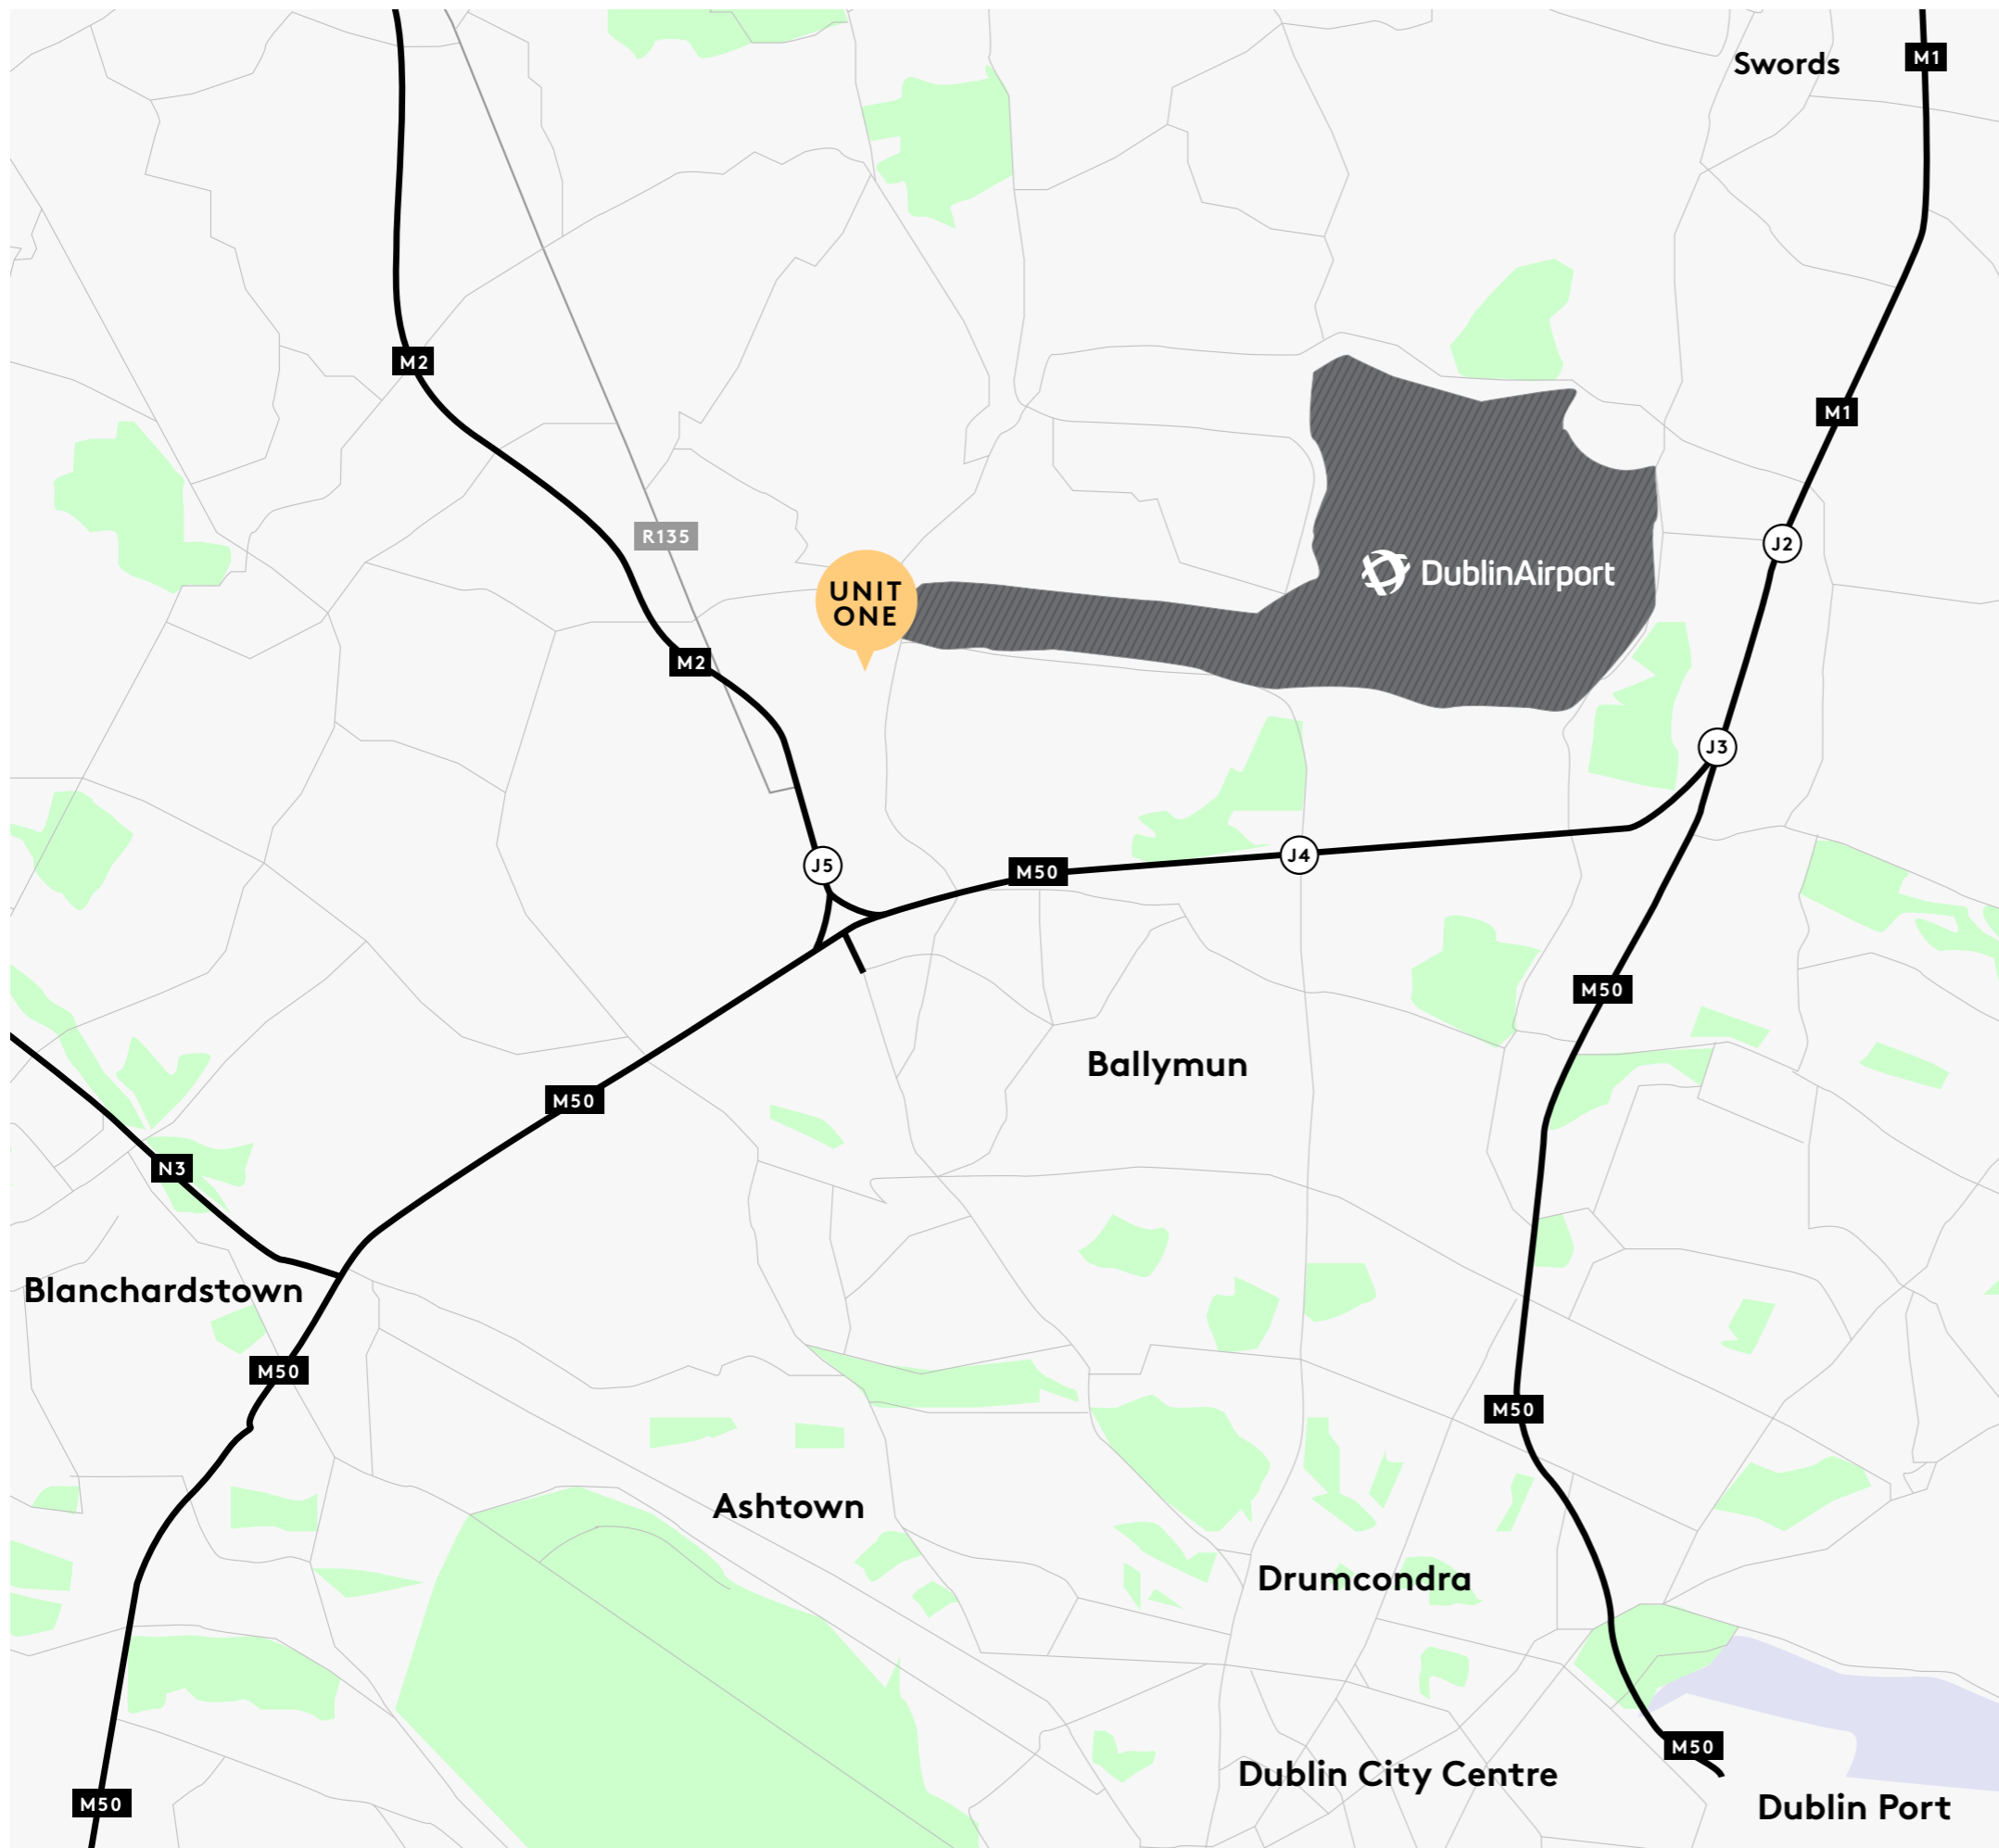 Swords
M1
M2
M1
R135
J2
DublinAirport
UNIT
ONE
M2
J3
J4
J5
M50
M50
Ballymun
M50
N3
Blanchardstown
M50
M50
Ashtown
Drumcondra
M50
Dublin City Centre
M50
Dublin Port